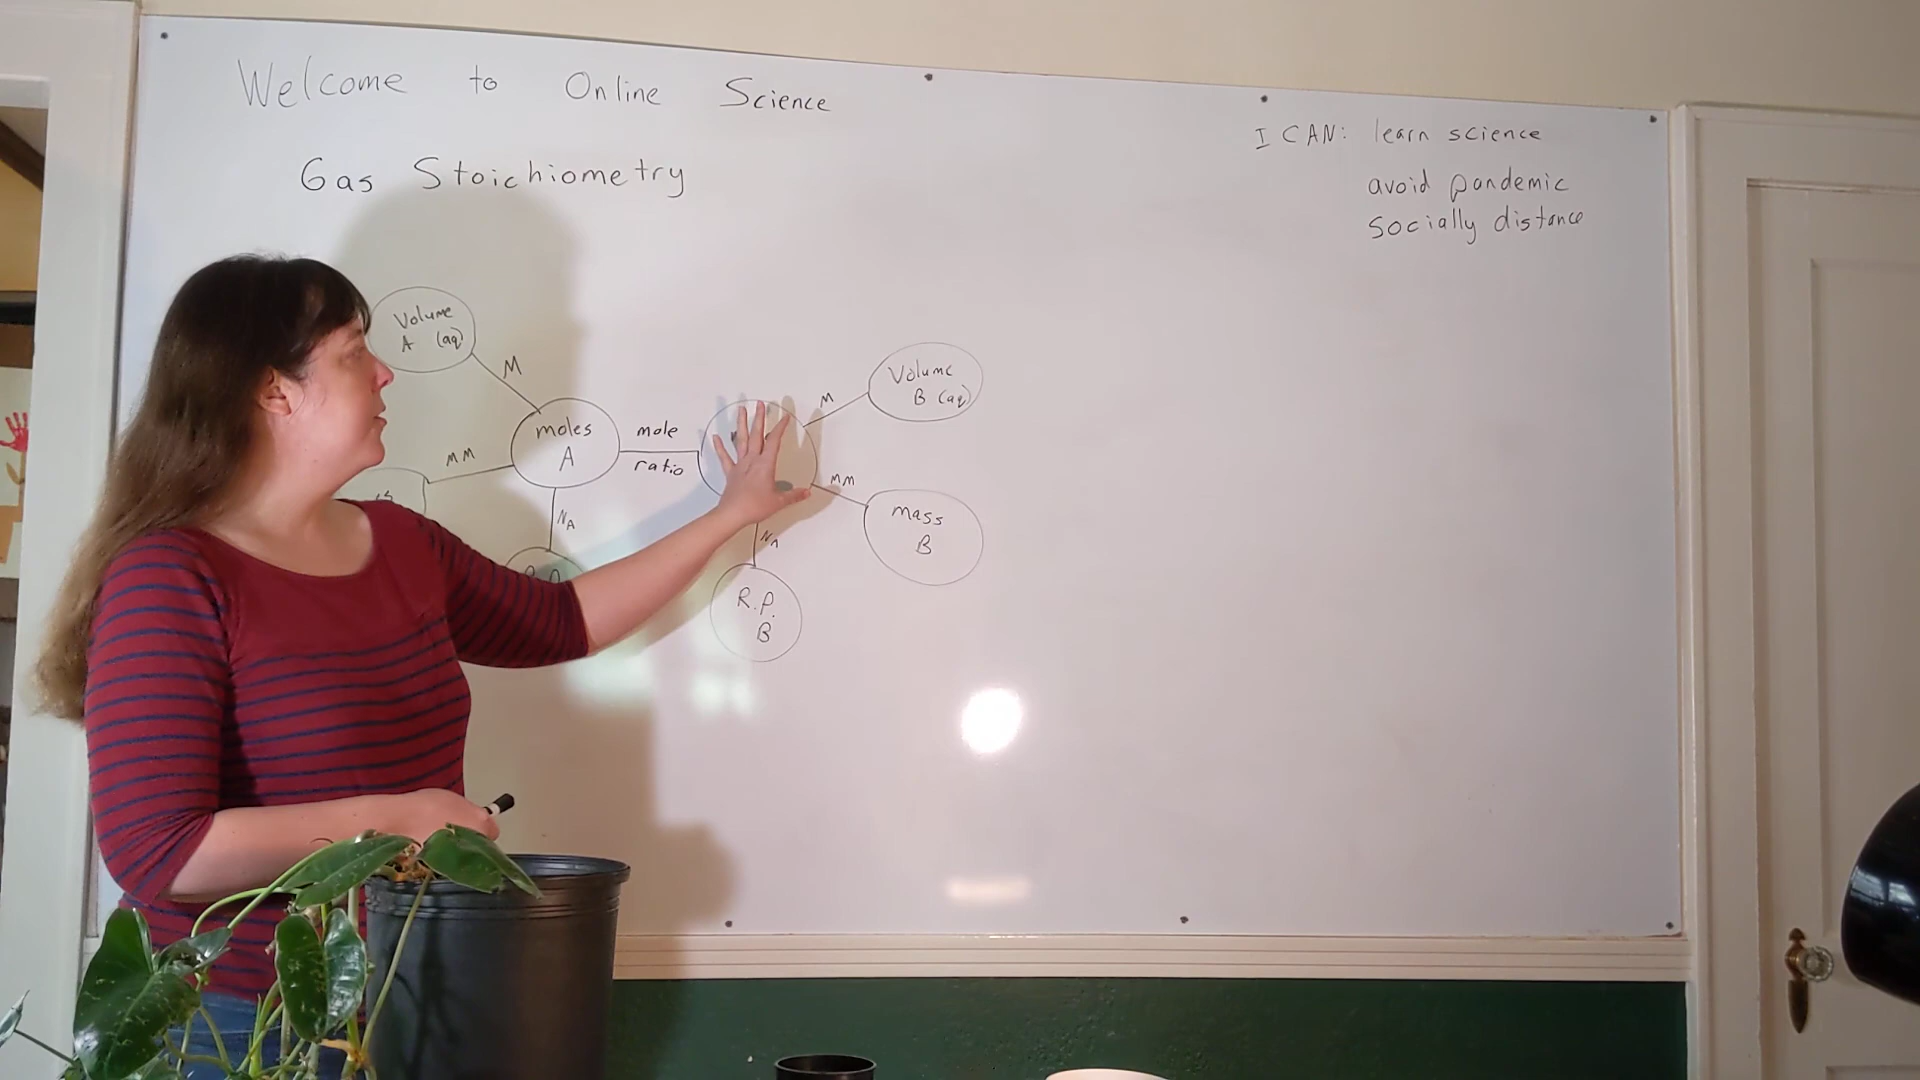 Welcome to Online Science
I CAN: learn science
avoid pandemic
socially distance
Gas Stoichiometry
Volume
A (aq)
M
moles
A
MM
NA
mole
ratio
M
Volume
B (aq)
MM
mass
B
NA
R.P.
B